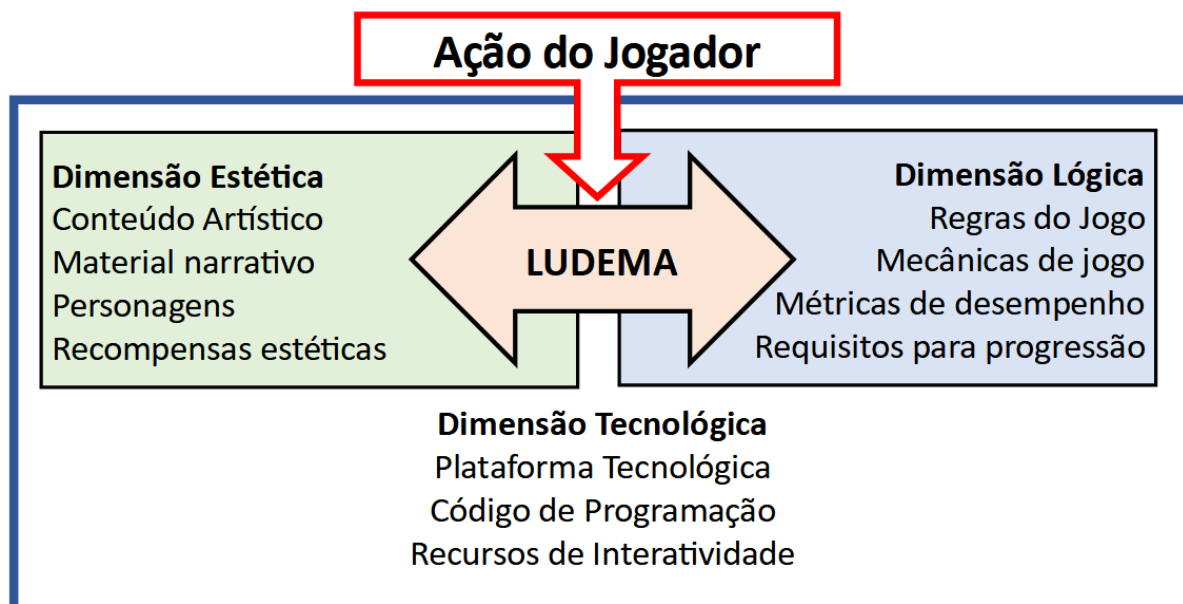 Ação do Jogador
Dimensão Estética
Conteúdo Artístico
Material narrativo
Personagens
Recompensas estéticas
LUDEMA
Dimensão Lógica
Regras do Jogo
Mecânicas de jogo
Métricas de desempenho
Requisitos para progressão
Dimensão Tecnológica
Plataforma Tecnológica
Código de Programação
Recursos de Interatividade